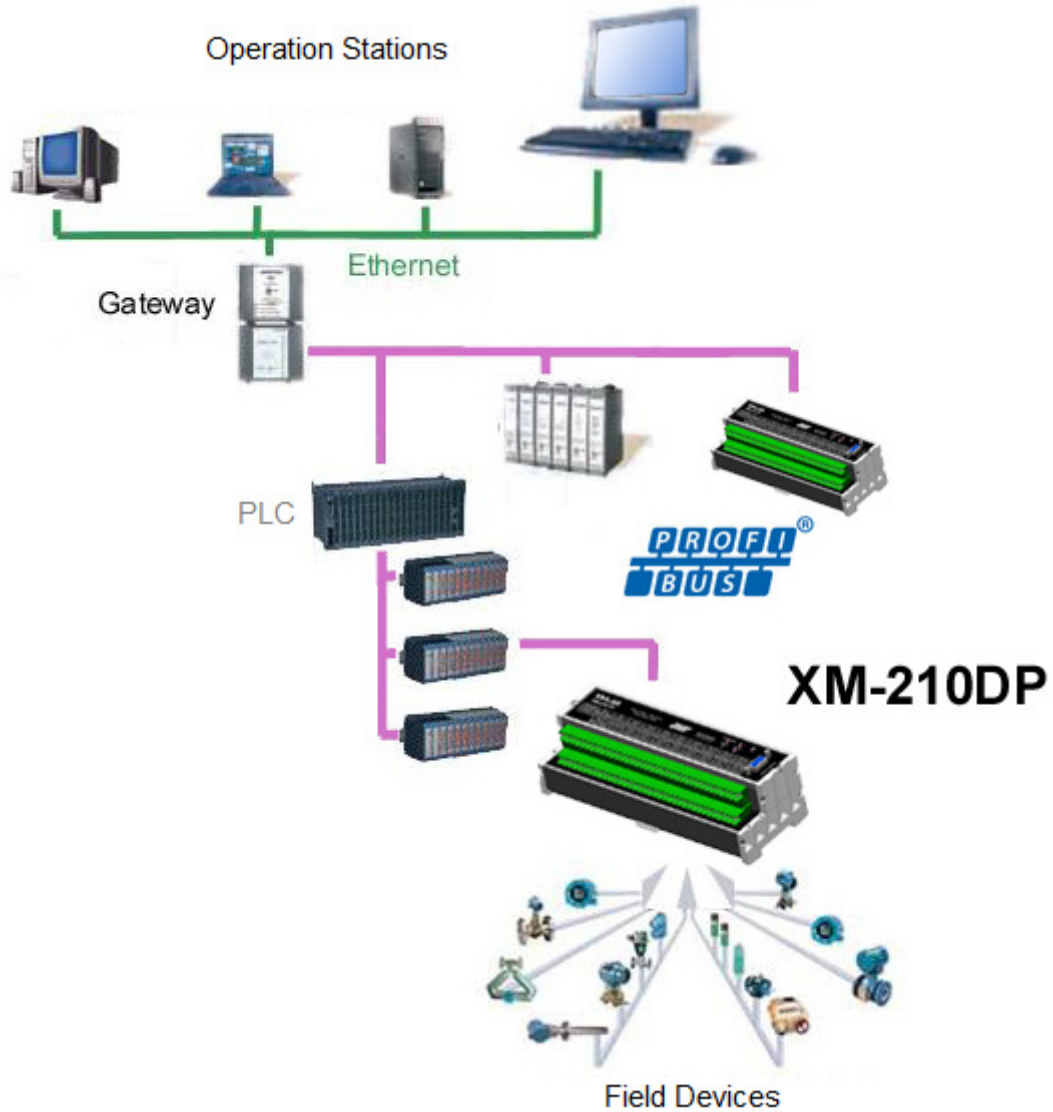 Operation Stations
Ethernet
Gateway
PLC
PROFI®
BUS
XM-210DP
Field Devices